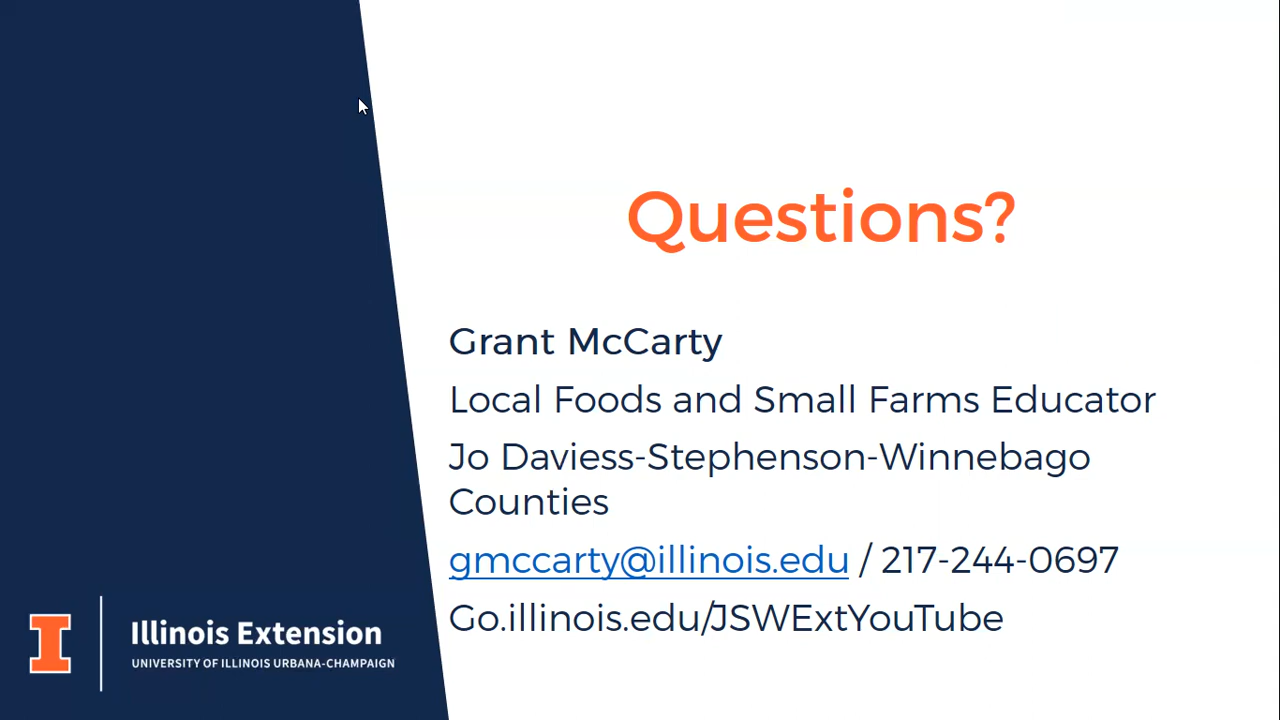 Questions?
Grant McCarty
Local Foods and Small Farms Educator
Jo Daviess-Stephenson-Winnebago
Counties
gmccarty@illinois.edu / 217-244-0697
Go.illinois.edu/JSWExtYouTube
I
Illinois Extension
UNIVERSITY OF ILLINOIS URBANA-CHAMPAIGN